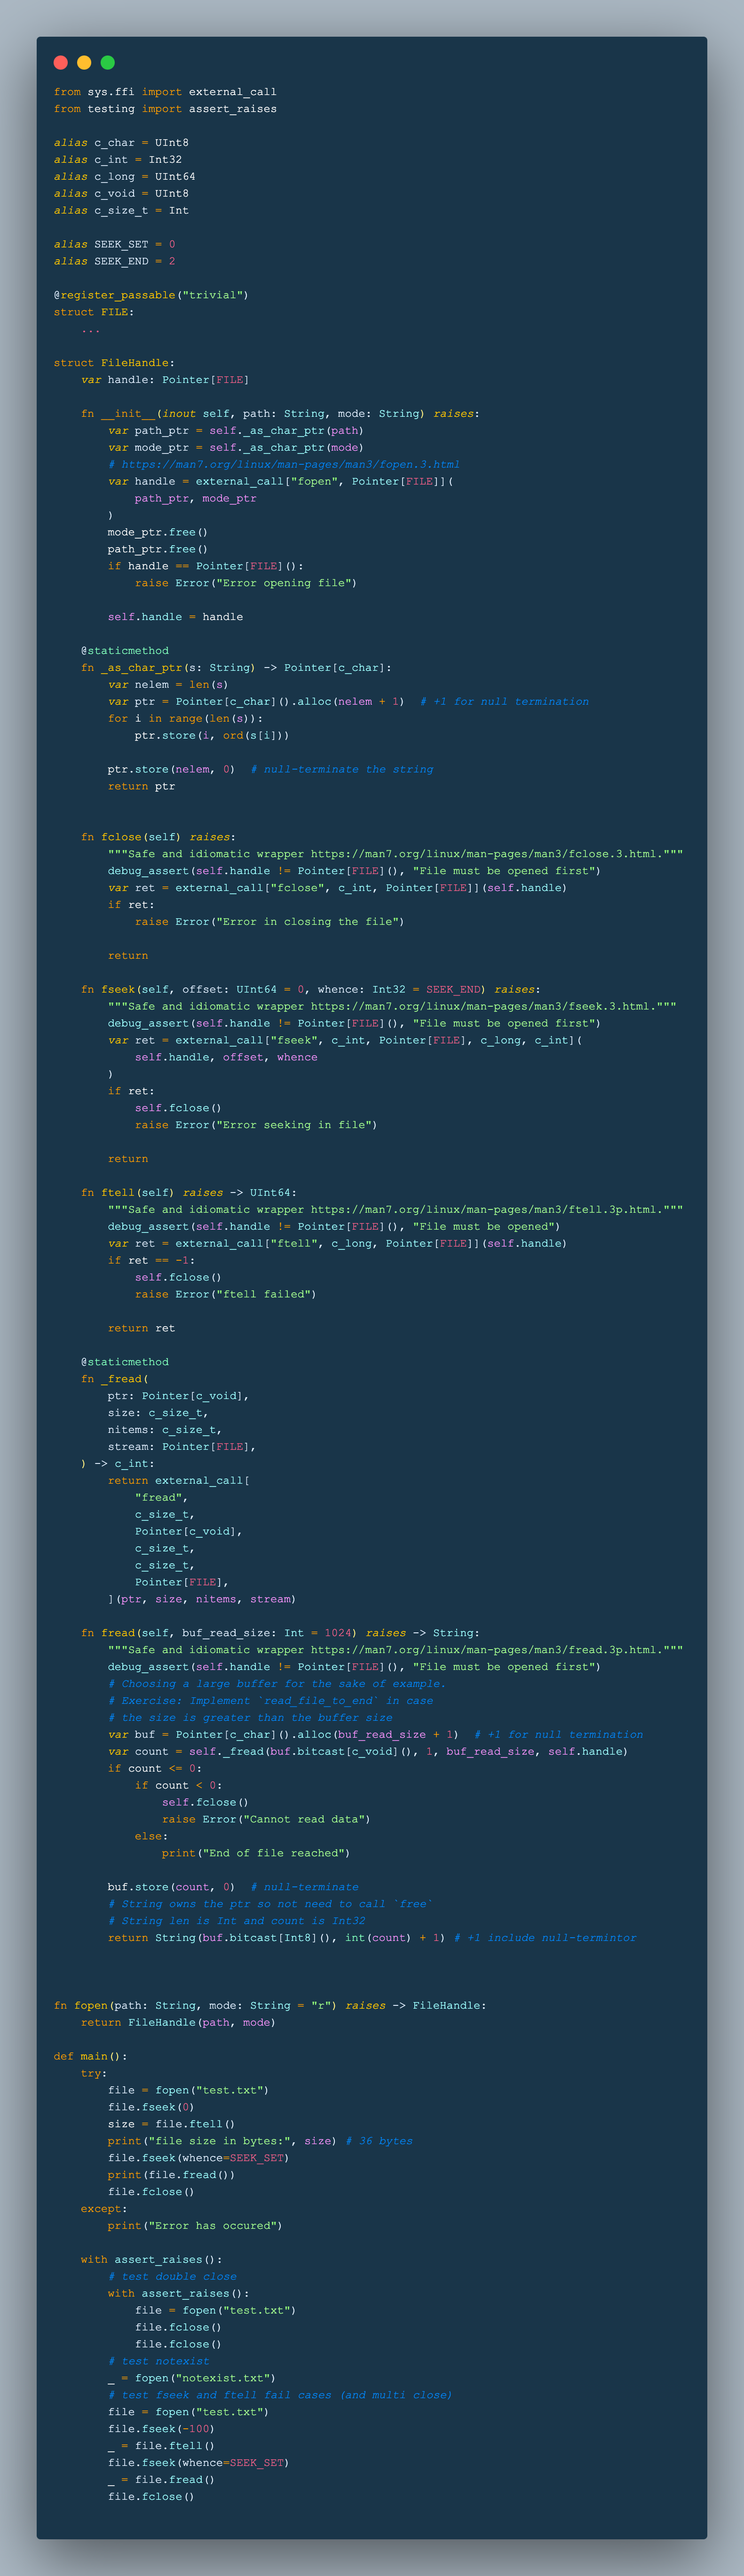 from sys.ffi import external_call
from testing import assert_raises

alias c_char = UInt8
alias c_int = Int32
alias c_long = UInt64
alias c_void = UInt8
alias c_size_t = Int

alias SEEK_SET = 0
alias SEEK_END = 2

@register_passable("trivial")
struct FILE:
    ...

struct FileHandle:
    var handle: Pointer[FILE]

    fn __init__(inout self, path: String, mode: String) raises:
        var path_ptr = self._as_char_ptr(path)
        var mode_ptr = self._as_char_ptr(mode)
        # https://man7.org/linux/man-pages/man3/fopen.3.html
        var handle = external_call["fopen", Pointer[FILE]](
            path_ptr, mode_ptr
        )
        mode_ptr.free()
        path_ptr.free()
        if handle == Pointer[FILE]():
            raise Error("Error opening file")

        self.handle = handle

    @staticmethod
    fn _as_char_ptr(s: String) -> Pointer[c_char]:
        var nelem = len(s)
        var ptr = Pointer[c_char]().alloc(nelem + 1)  # +1 for null termination
        for i in range(len(s)):
            ptr.store(i, ord(s[i]))

        ptr.store(nelem, 0)  # null-terminate the string
        return ptr


    fn fclose(self) raises:
        """Safe and idiomatic wrapper https://man7.org/linux/man-pages/man3/fclose.3.html."""
        debug_assert(self.handle != Pointer[FILE](), "File must be opened first")
        var ret = external_call["fclose", c_int, Pointer[FILE]](self.handle)
        if ret:
            raise Error("Error in closing the file")

        return

    fn fseek(self, offset: UInt64 = 0, whence: Int32 = SEEK_END) raises:
        """Safe and idiomatic wrapper https://man7.org/linux/man-pages/man3/fseek.3.html."""
        debug_assert(self.handle != Pointer[FILE](), "File must be opened first")
        var ret = external_call["fseek", c_int, Pointer[FILE], c_long, c_int](
            self.handle, offset, whence
        )
        if ret:
            self.fclose()
            raise Error("Error seeking in file")

        return

    fn ftell(self) raises -> UInt64:
        """Safe and idiomatic wrapper https://man7.org/linux/man-pages/man3/ftell.3p.html."""
        debug_assert(self.handle != Pointer[FILE](), "File must be opened")
        var ret = external_call["ftell", c_long, Pointer[FILE]](self.handle)
        if ret == -1:
            self.fclose()
            raise Error("ftell failed")

        return ret

    @staticmethod
    fn _fread(
        ptr: Pointer[c_void],
        size: c_size_t,
        nitems: c_size_t,
        stream: Pointer[FILE],
    ) -> c_int:
        return external_call[
            "fread",
            c_size_t,
            Pointer[c_void],
            c_size_t,
            c_size_t,
            Pointer[FILE],
        ](ptr, size, nitems, stream)

    fn fread(self, buf_read_size: Int = 1024) raises -> String:
        """Safe and idiomatic wrapper https://man7.org/linux/man-pages/man3/fread.3p.html."""
        debug_assert(self.handle != Pointer[FILE](), "File must be opened first")
        # Choosing a large buffer for the sake of example.
        # Exercise: Implement `read_file_to_end` in case
        # the size is greater than the buffer size
        var buf = Pointer[c_char]().alloc(buf_read_size + 1)  # +1 for null termination
        var count = self._fread(buf.bitcast[c_void](), 1, buf_read_size, self.handle)
        if count <= 0:
            if count < 0:
                self.fclose()
                raise Error("Cannot read data")
            else:
                print("End of file reached")

        buf.store(count, 0)  # null-terminate
        # String owns the ptr so not need to call `free`
        # String len is Int and count is Int32
        return String(buf.bitcast[Int8](), int(count) + 1) # +1 include null-termintor



fn fopen(path: String, mode: String = "r") raises -> FileHandle:
    return FileHandle(path, mode)

def main():
    try:
        file = fopen("test.txt")
        file.fseek(0)
        size = file.ftell()
        print("file size in bytes:", size) # 36 bytes
        file.fseek(whence=SEEK_SET)
        print(file.fread())
        file.fclose()
    except:
        print("Error has occured")

    with assert_raises():
        # test double close
        with assert_raises():
            file = fopen("test.txt")
            file.fclose()
            file.fclose()
        # test notexist
        _ = fopen("notexist.txt")
        # test fseek and ftell fail cases (and multi close)
        file = fopen("test.txt")
        file.fseek(-100)
        _ = file.ftell()
        file.fseek(whence=SEEK_SET)
        _ = file.fread()
        file.fclose()